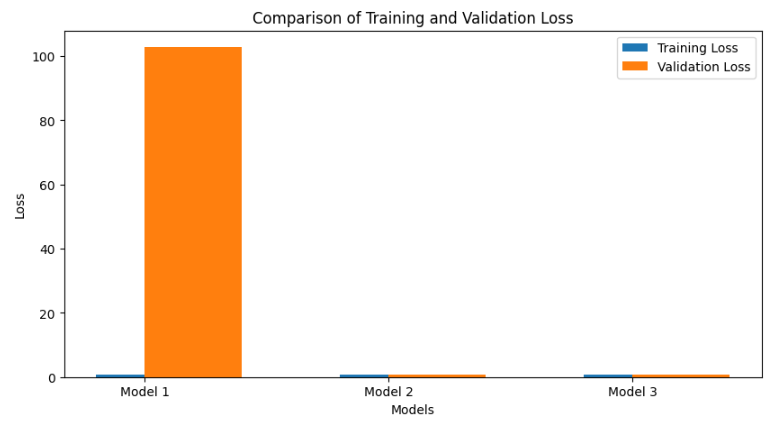 Comparison of Training and Validation Loss
Training Loss
Validation Loss
100
80
60
40
20
0
Loss
Model 1 Model 2 Model 3
Models